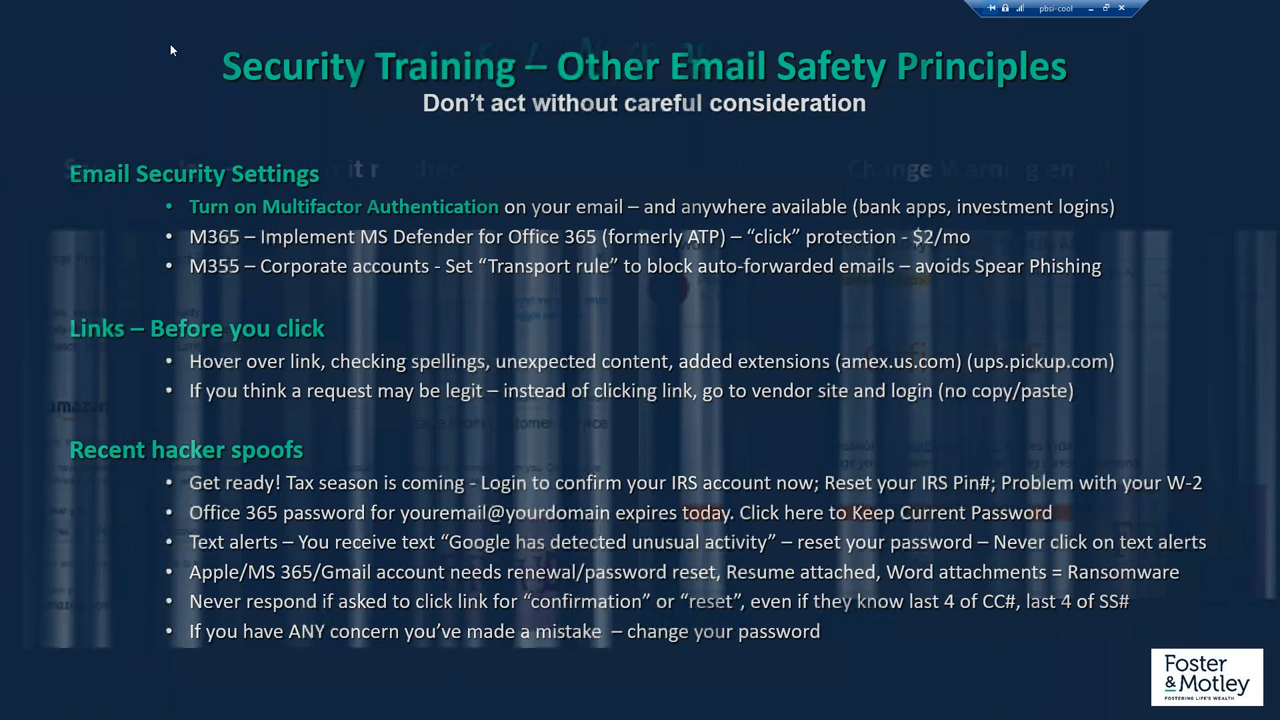 pbsi-cool
Security Training – Other Email Safety Principles
Don’t act without careful consideration
Email Security Settings
• Turn on Multifactor Authentication on your email – and anywhere available (bank apps, investment logins)
• M365 – Implement MS Defender for Office 365 (formerly ATP) – “click” protection - $2/mo
• M355 – Corporate accounts - Set “Transport rule” to block auto-forwarded emails – avoids Spear Phishing
Links – Before you click
• Hover over link, checking spellings, unexpected content, added extensions (amex.us.com) (ups.pickup.com)
• If you think a request may be legit – instead of clicking link, go to vendor site and login (no copy/paste)
Recent hacker spoofs
• Get ready! Tax season is coming - Login to confirm your IRS account now; Reset your IRS Pin#; Problem with your W-2
• Office 365 password for youremail@yourdomain expires today. Click here to Keep Current Password
• Text alerts – You receive text “Google has detected unusual activity” – reset your password – Never click on text alerts
• Apple/MS 365/Gmail account needs renewal/password reset, Resume attached, Word attachments = Ransomware
• Never respond if asked to click link for “confirmation” or “reset”, even if they know last 4 of CC#, last 4 of SS#
• If you have ANY concern you’ve made a mistake – change your password
Foster
& Motley
FOSTERING LIFE'S WEALTH